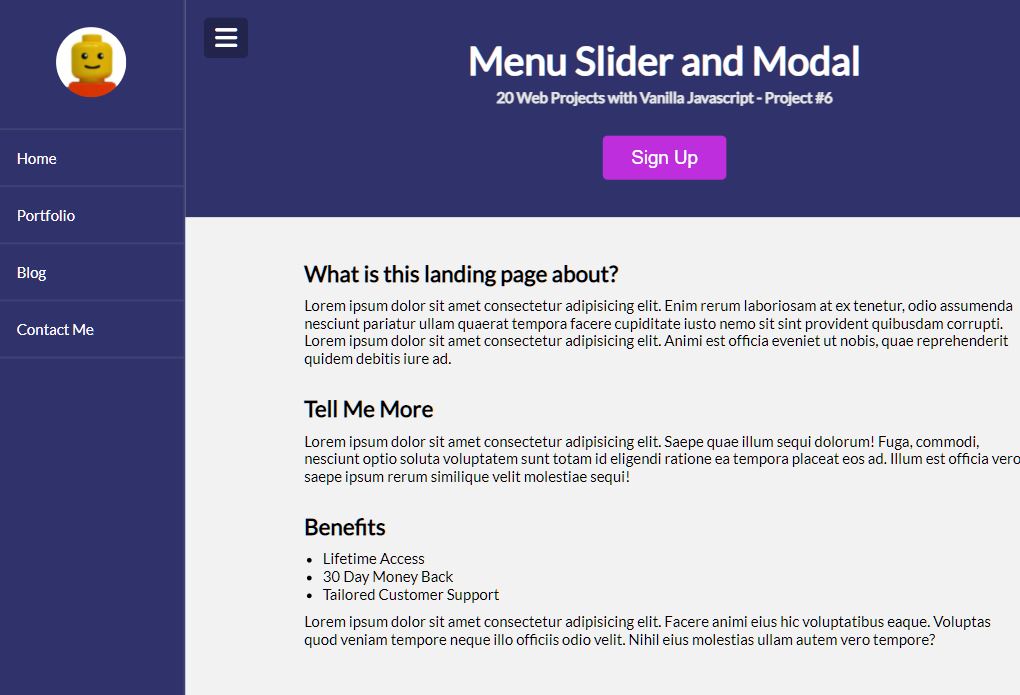 Home
Portfolio
Blog
Contact Me
Menu Slider and Modal
20 Web Projects with Vanilla Javascript - Project #6
Sign Up
What is this landing page about?
Lorem ipsum dolor sit amet consectetur adipisicing elit. Enim rerum laboriosam at ex tenetur, odio assumenda
nesciunt pariatur ullam quaerat tempora facere cupiditate iusto nemo sit sint provident quibusdam corrupti.
Lorem ipsum dolor sit amet consectetur adipisicing elit. Animi est officia eveniet ut nobis, quae reprehenderit
quidem debitis iure ad.
Tell Me More
Lorem ipsum dolor sit amet consectetur adipisicing elit. Saepe quae illum sequi dolorum! Fuga, commodi,
nesciunt optio soluta voluptatem sunt totam id eligendi ratione ea tempora placeat eos ad. Illum est officia vero
saepe ipsum rerum similique velit molestiae sequi!
Benefits
• Lifetime Access
• 30 Day Money Back
• Tailored Customer Support
Lorem ipsum dolor sit amet consectetur adipisicing elit. Facere animi eius hic voluptatibus eaque. Voluptas
quod veniam tempore neque illo officiis odio velit. Nihil eius molestias ullam autem vero tempore?